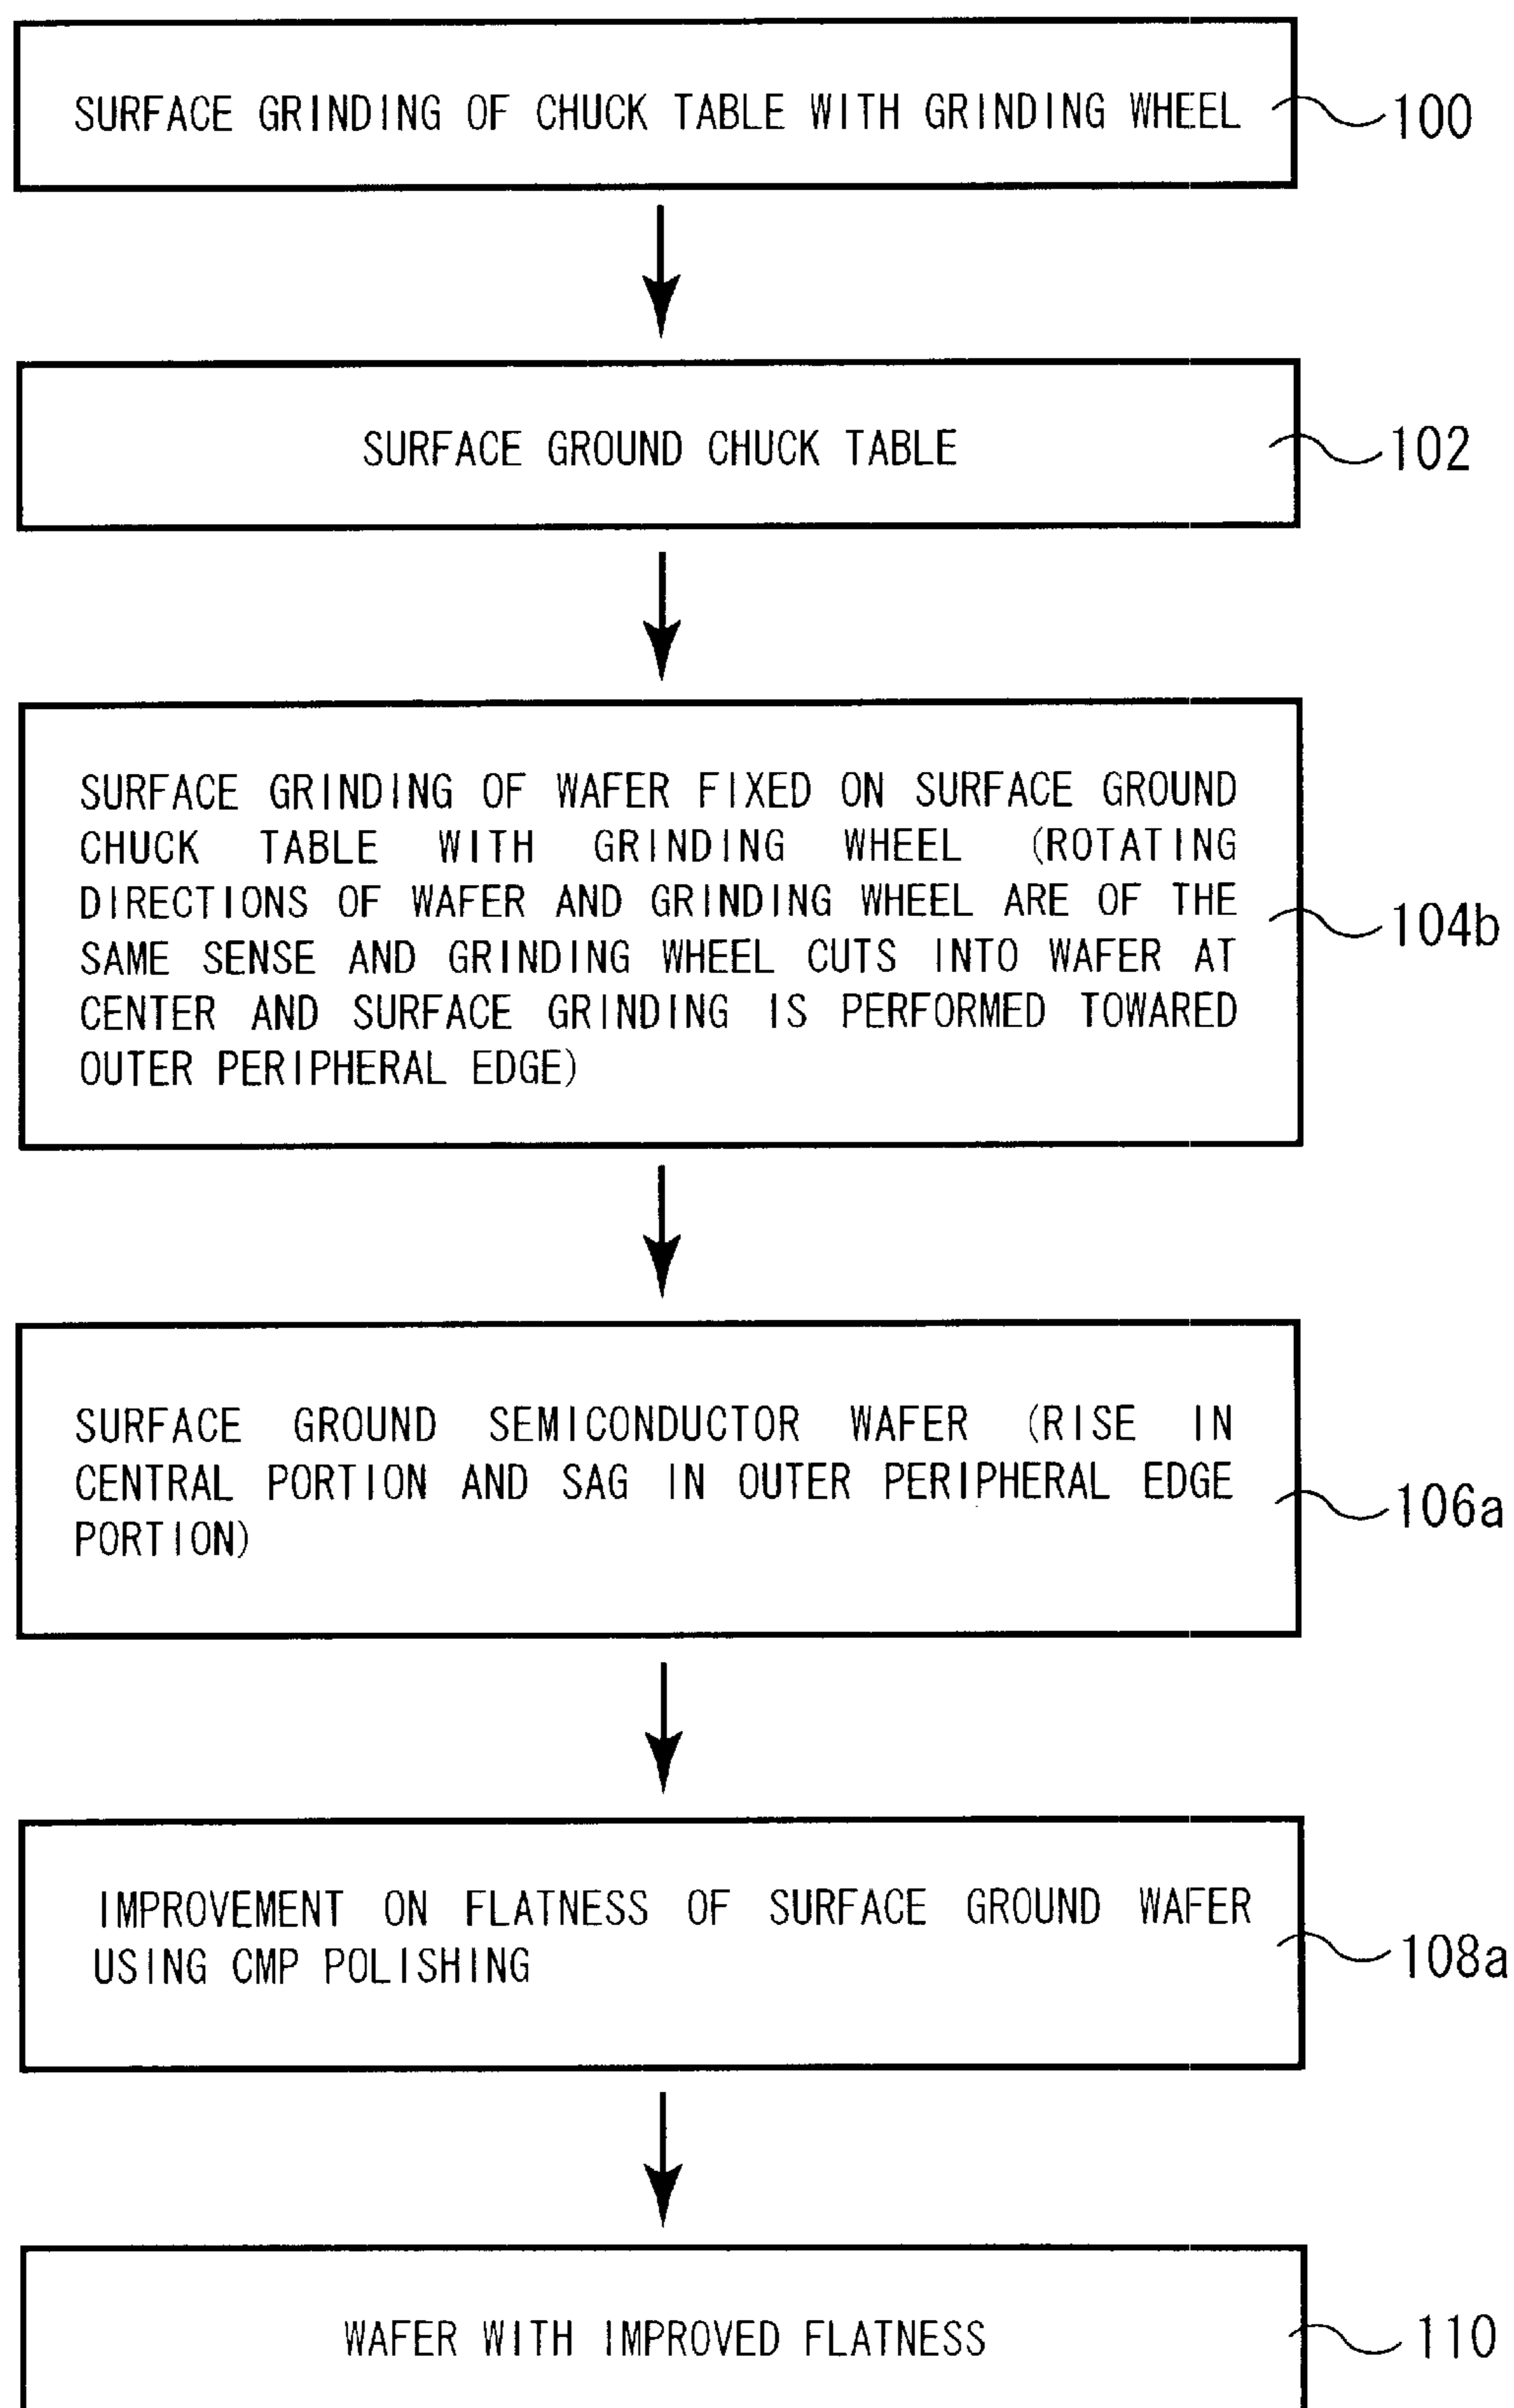 SURFACE GRINDING OF CHUCK TABLE WITH GRINDING WHEEL
100
SURFACE GROUND CHUCK TABLE
102
SURFACE GRINDING OF WAFER FIXED ON SURFACE GROUND
CHUCK TABLE WITH GRINDING WHEEL (ROTATING
DIRECTIONS OF WAFER AND GRINDING WHEEL ARE OF THE
SAME SENSE AND GRINDING WHEEL CUTS INTO WAFER AT
CENTER AND SURFACE GRINDING IS PERFORMED TOWARED
OUTER PERIPHERAL EDGE)
104b
SURFACE GROUND SEMICONDUCTOR WAFER (RISE IN
CENTRAL PORTION AND SAG IN OUTER PERIPHERAL EDGE
PORTION)
106a
IMPROVEMENT ON FLATNESS OF SURFACE GROUND WAFER
USING CMP POLISHING
108a
WAFER WITH IMPROVED FLATNESS
110